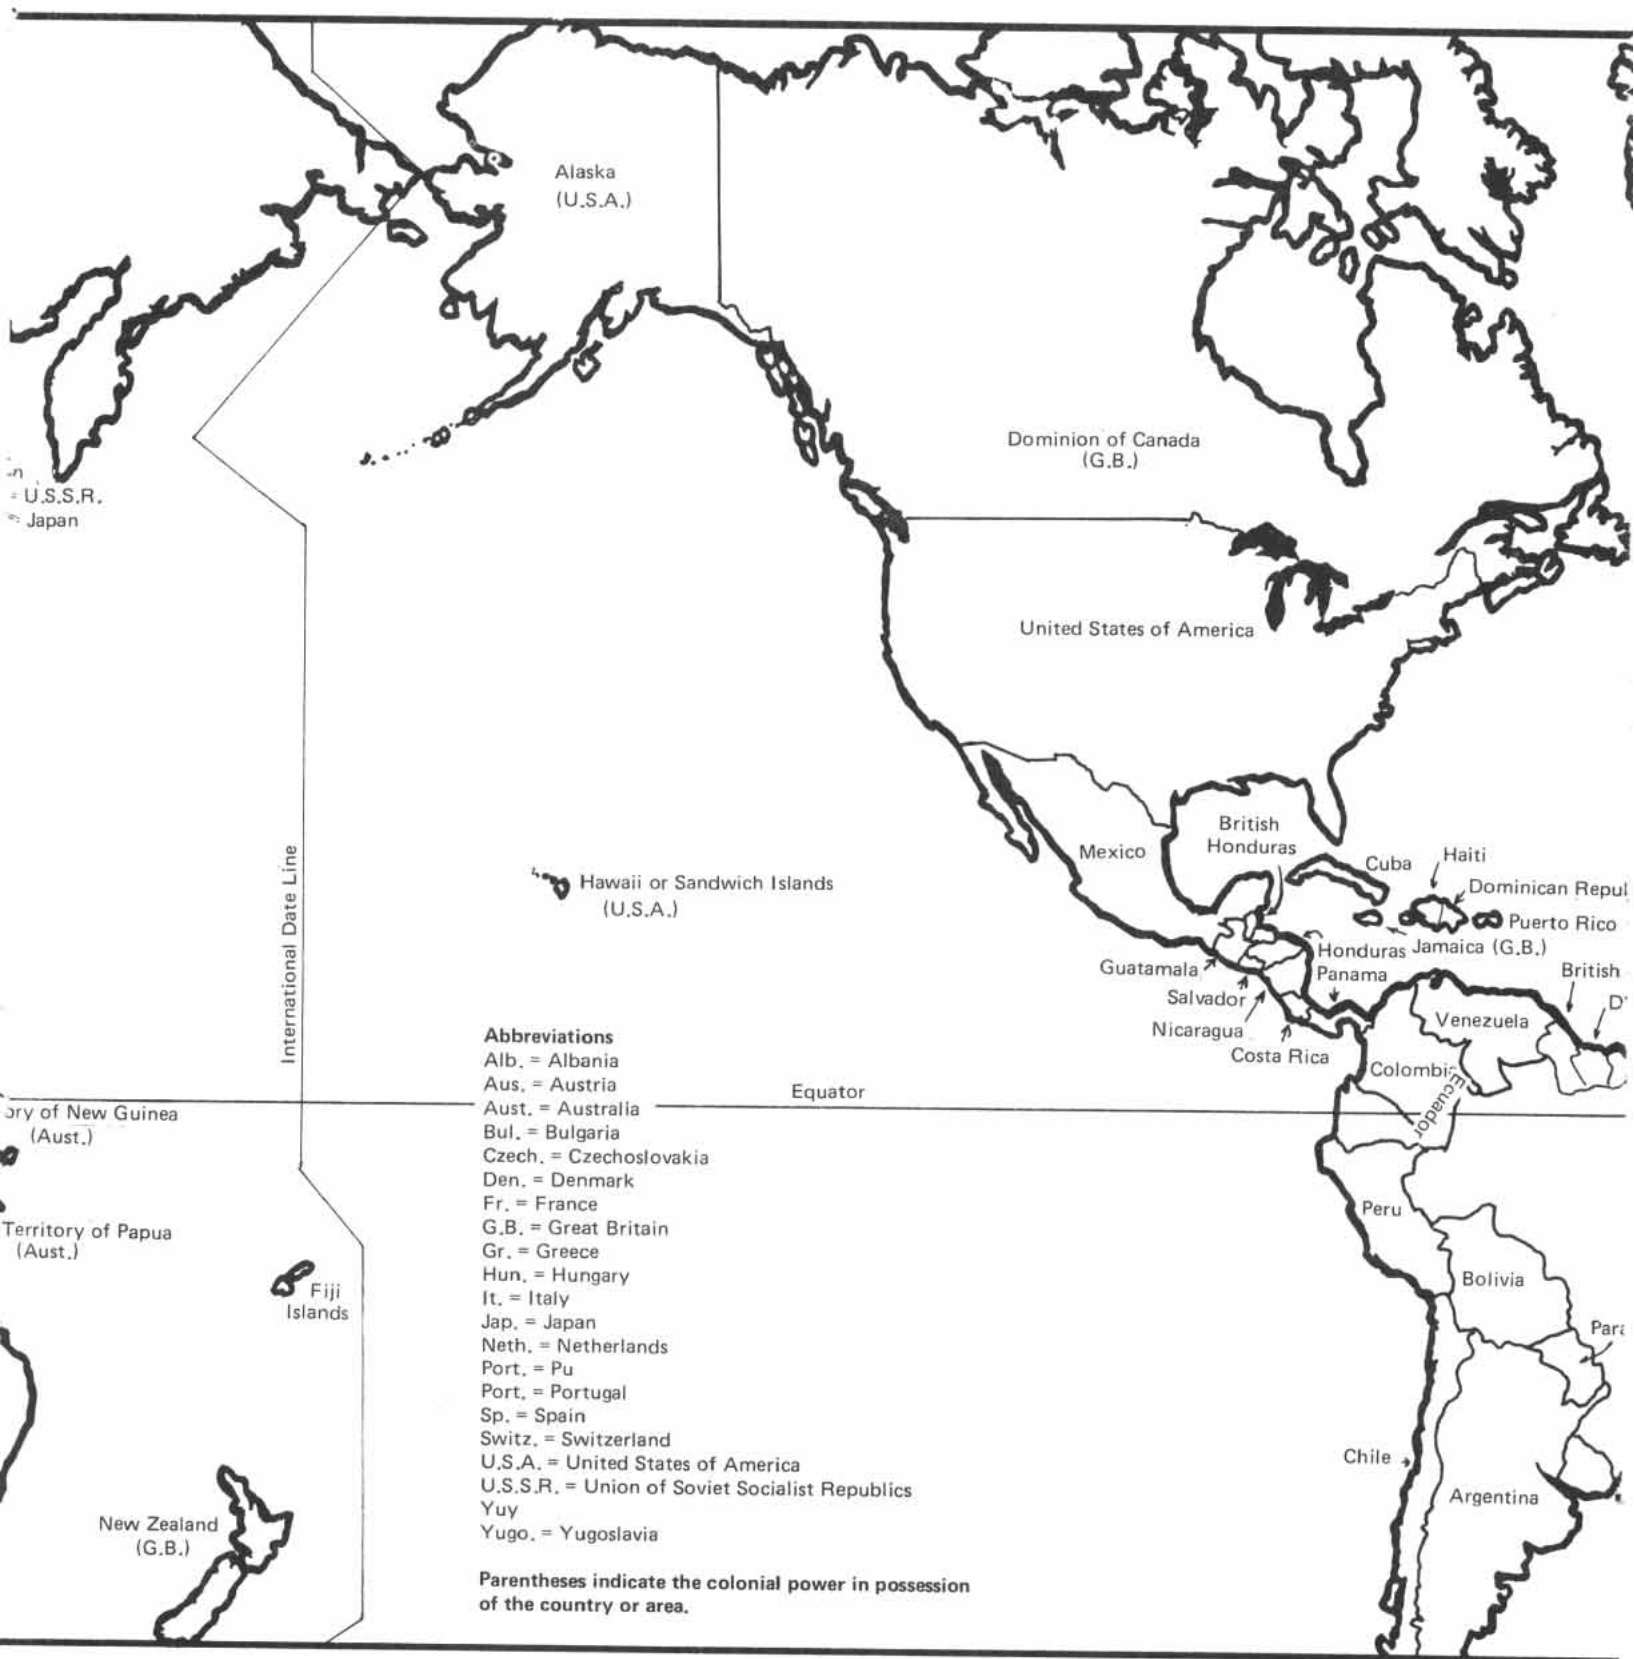 Alaska
(U.S.A.)
Dominion of Canada
(G.B.)
= U.S.S.R.
= Japan
United States of America
International Date Line
Hawaii or Sandwich Islands
(U.S.A.)
Mexico
British
Honduras
Cuba
Haiti
Dominican Repul
Puerto Rico
Jamaica (G.B.)
Honduras
Panama
Guatamala
Salvador
Nicaragua
Costa Rica
British
D'
Venezuela
Colombia
Ecuador
Equator
ory of New Guinea
(Aust.)
Territory of Papua
(Aust.)
Fiji
Islands
New Zealand
(G.B.)
Peru
Bolivia
Para
Chile
Argentina
Abbreviations
Alb. = Albania
Aus. = Austria
Aust. = Australia
Bul. = Bulgaria
Czech. = Czechoslovakia
Den. = Denmark
Fr. = France
G.B. = Great Britain
Gr. = Greece
Hun. = Hungary
It. = Italy
Jap. = Japan
Neth. = Netherlands
Port. = Pu
Port. = Portugal
Sp. = Spain
Switz. = Switzerland
U.S.A. = United States of America
U.S.S.R. = Union of Soviet Socialist Republics
Yuy
Yugo. = Yugoslavia
Parentheses indicate the colonial power in possession
of the country or area.